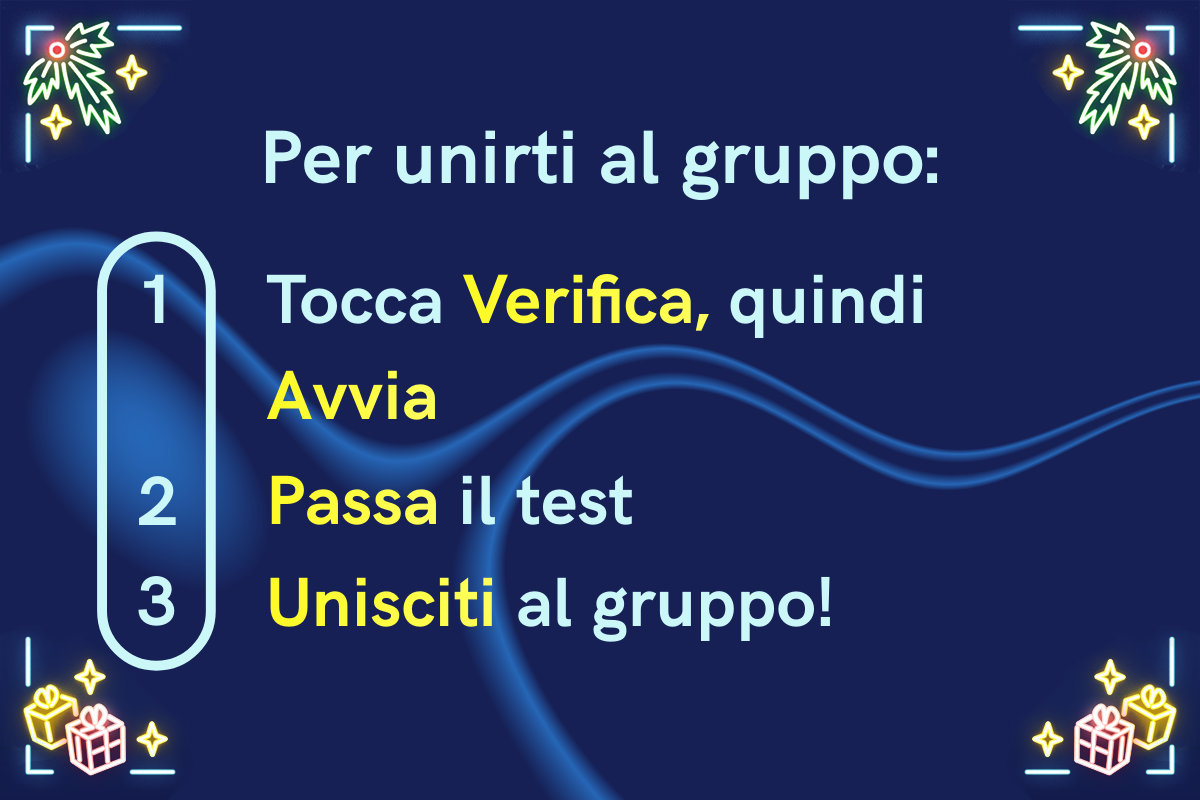 Per unirti al gruppo:
1 Tocca Verifica, quindi
Avvia
2 Passa il test
3 Unisciti al gruppo!